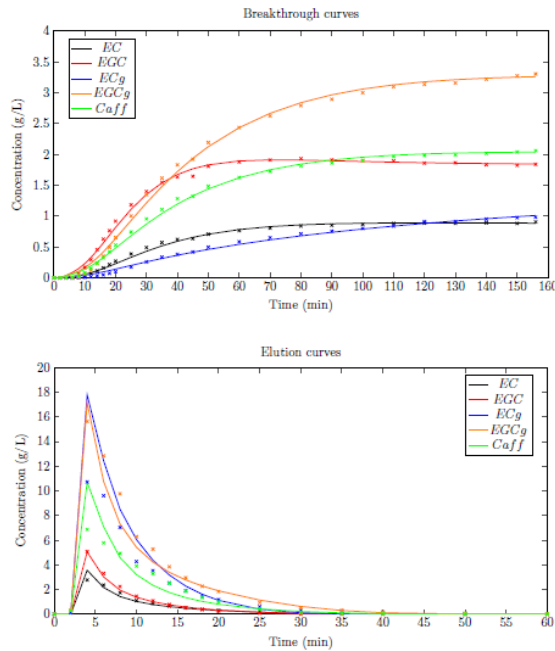 Breakthrough curves
4
3.5
3
2.5
2
1.5
1
0.5
0
Concentration (g/L)
EC
EGC
ECg
EGCg
Caff
0 10 20 30 40 50 60 70 80 90 100 110 120 130 140 150 160
Time (min)
Elution curves
20
18
16
14
12
10
8
6
4
2
0
Concentration (g/L)
EC
EGC
ECg
EGCg
Caff
0 5 10 15 20 25 30 35 40 45 50 60
Time (min)